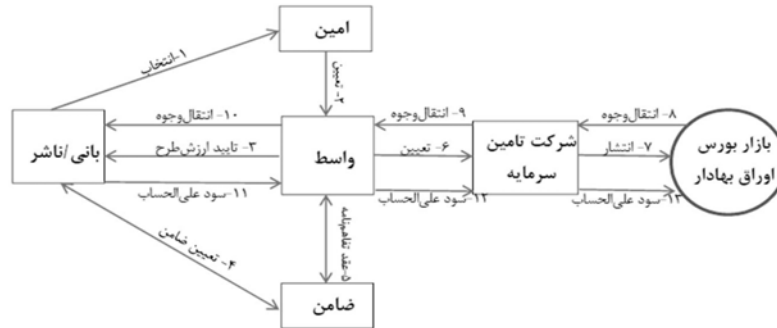 امین
۱- انتخاب
۲- تعیین
۱۰- انتقال‌وجوه
۹- انتقال‌وجوه
۸- انتقال‌وجوه
بانی/ناشر
واسط
شرکت تامین
سرمایه
بازار بورس
اوراق بهادار
۳- تایید ارزش‌طرح
۶- تعیین
۷- انتشار
۱۱- سود علی‌الحساب
۱۲- سود علی‌الحساب
۱۳- سود علی‌الحساب
۴- تعیین ضامن
۵- عقد تفاهم‌نامه
ضامن